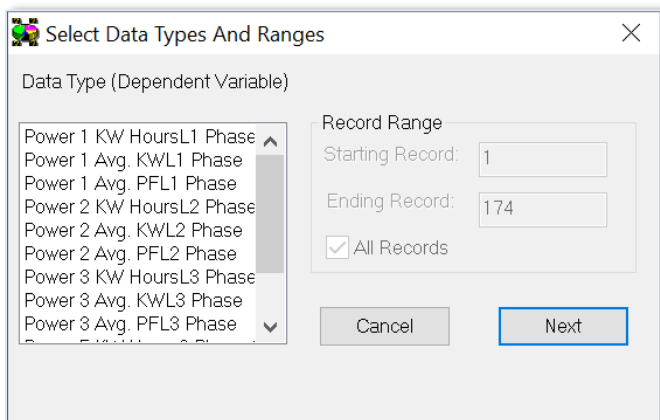 Select Data Types And Ranges
Data Type (Dependent Variable)
Power 1 KW HoursL1 Phase
Power 1 Avg. KWL1 Phase
Power 1 Avg. PFL1 Phase
Power 2 KW HoursL2 Phase
Power 2 Avg. KWL2 Phase
Power 2 Avg. PFL2 Phase
Power 3 KW HoursL3 Phase
Power 3 Avg. KWL3 Phase
Power 3 Avg. PFL3 Phase
Record Range
Starting Record: 1
Ending Record: 174
All Records
Cancel Next